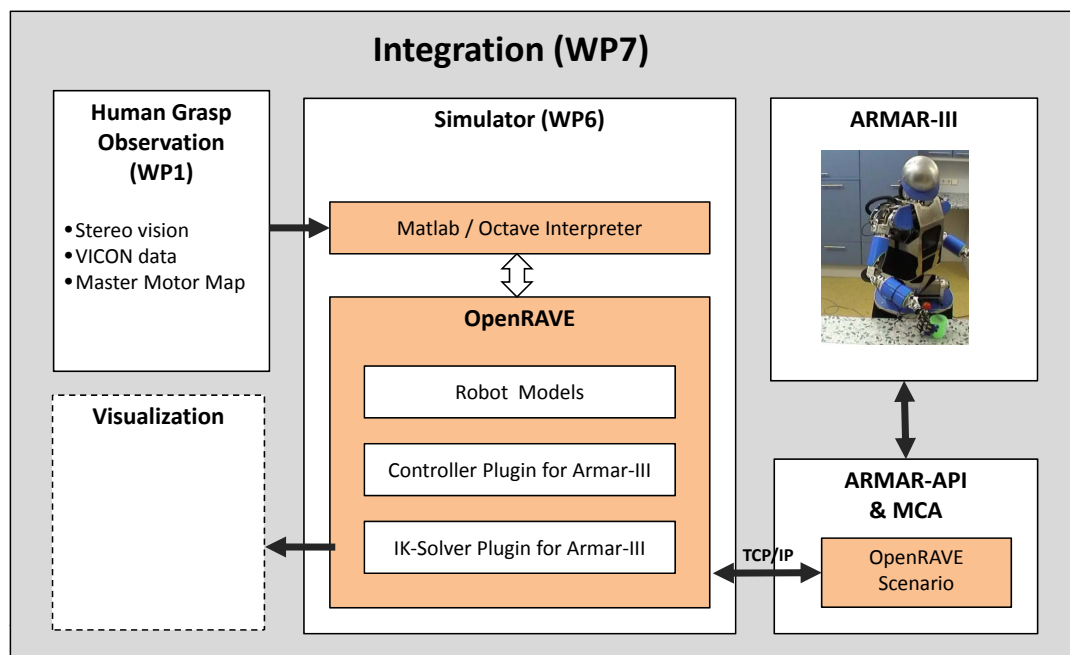 Integration (WP7)
Human Grasp
Observation
(WP1)
• Stereo vision
• VICON data
• Master Motor Map
Visualization
Simulator (WP6)
Matlab / Octave Interpreter
OpenRAVE
Robot Models
Controller Plugin for Armar-III
IK-Solver Plugin for Armar-III
TCP/IP
ARMAR-III
ARMAR-API
& MCA
OpenRAVE
Scenario